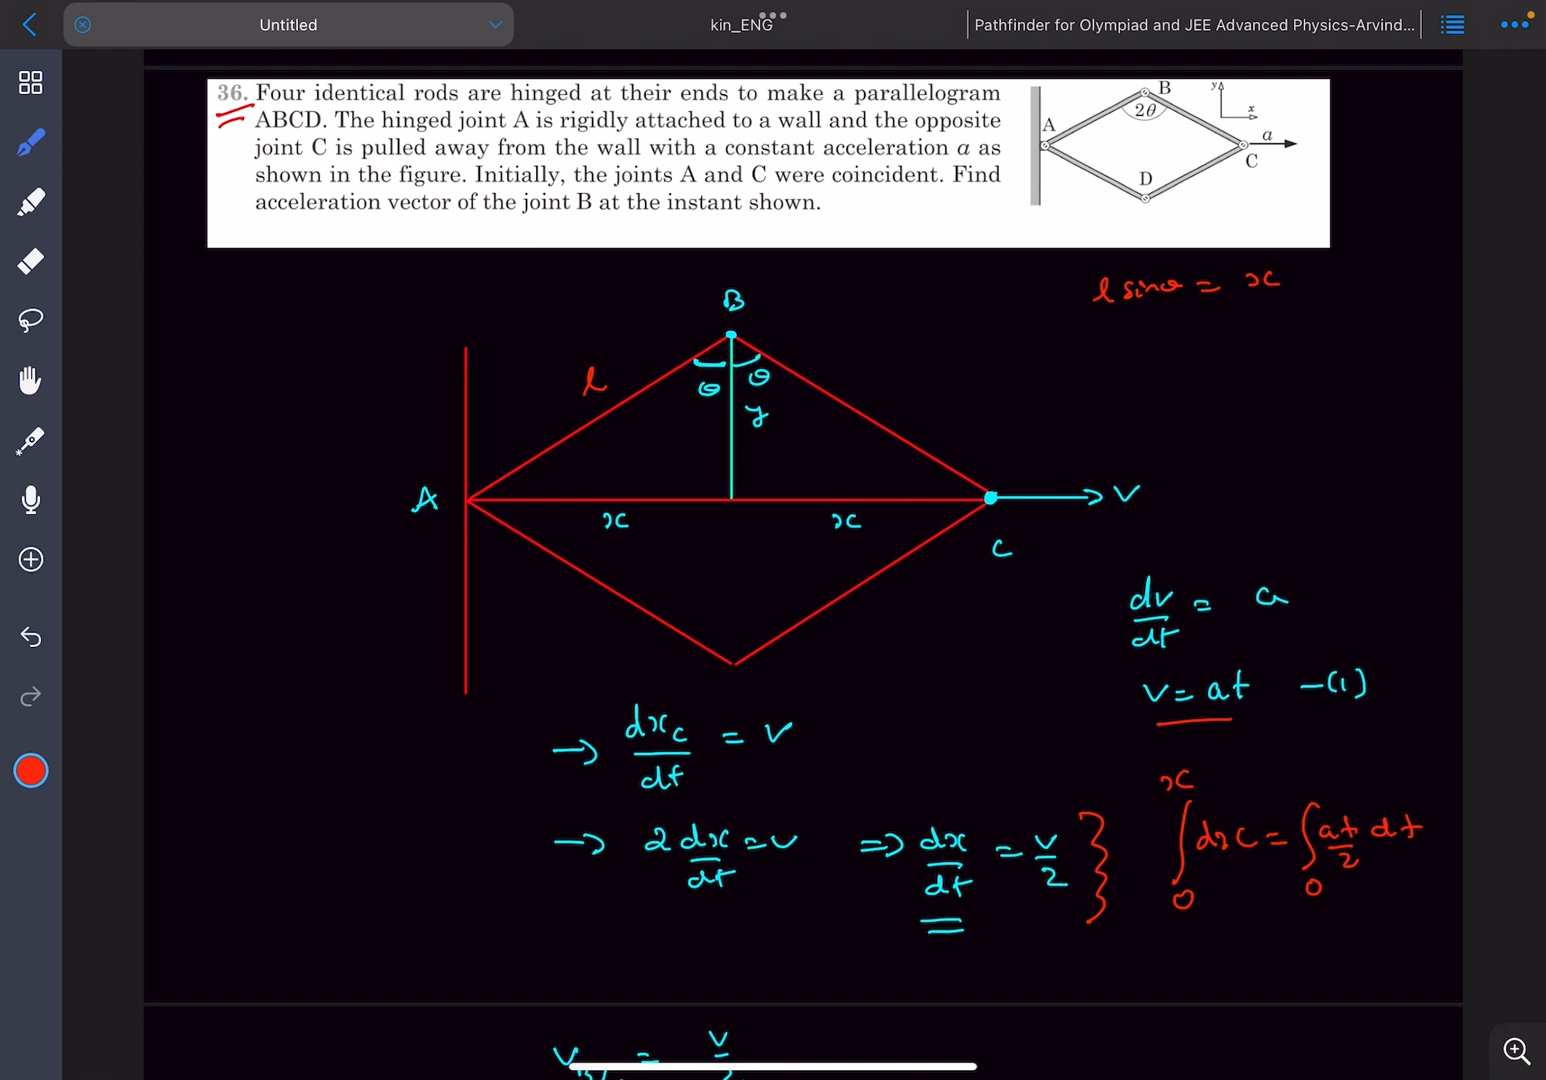 Untitled
kin_ENG
Pathfinder for Olympiad and JEE Advanced Physics-Arvind...
36. Four identical rods are hinged at their ends to make a parallelogram
ABCD. The hinged joint A is rigidly attached to a wall and the opposite
joint C is pulled away from the wall with a constant acceleration a as
shown in the figure. Initially, the joints A and C were coincident. Find
acceleration vector of the joint B at the instant shown.
B
y
2θ
x
A
a
C
D
l sinθ = x
B
l
θ θ
y
A
x x
V
C
dv/dt = a
v = at -(1)
→ dx_c/dt = v
→ 2 dx/dt = v ⇒ dx/dt = v/2 }
∫₀ˣ dx = ∫₀ at/2 dt
= v